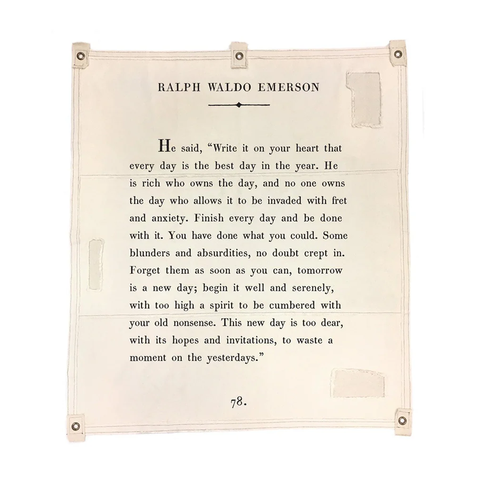 RALPH WALDO EMERSON
He said, “Write it on your heart that
every day is the best day in the year. He
is rich who owns the day, and no one owns
the day who allows it to be invaded with fret
and anxiety. Finish every day and be done
with it. You have done what you could. Some
blunders and absurdities, no doubt crept in.
Forget them as soon as you can, tomorrow
is a new day; begin it well and serenely,
with too high a spirit to be cumbered with
your old nonsense. This new day is too dear,
with its hopes and invitations, to waste a
moment on the yesterdays.”
78.